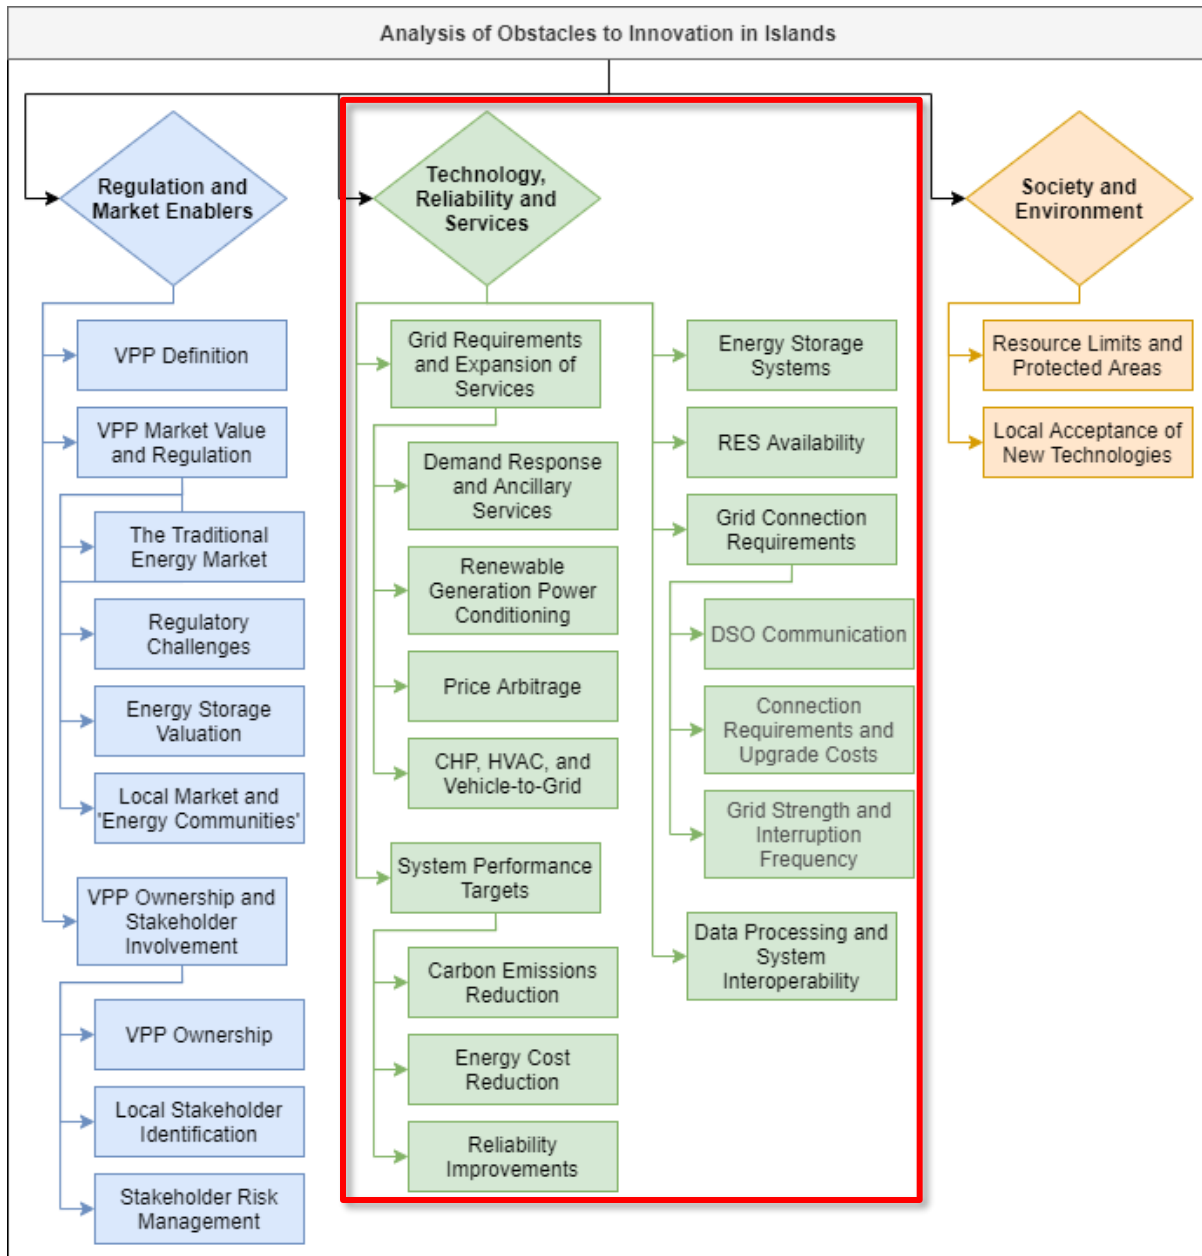 Analysis of Obstacles to Innovation in Islands
Regulation and
Market Enablers
VPP Definition
VPP Market Value
and Regulation
The Traditional
Energy Market
Regulatory
Challenges
Energy Storage
Valuation
Local Market and
'Energy Communities'
VPP Ownership and
Stakeholder
Involvement
VPP Ownership
Local Stakeholder
Identification
Stakeholder Risk
Management
Technology,
Reliability and
Services
Grid Requirements
and Expansion of
Services
Demand Response
and Ancillary
Services
Renewable
Generation Power
Conditioning
Price Arbitrage
CHP, HVAC, and
Vehicle-to-Grid
System Performance
Targets
Carbon Emissions
Reduction
Energy Cost
Reduction
Reliability
Improvements
Energy Storage
Systems
RES Availability
Grid Connection
Requirements
DSO Communication
Connection
Requirements and
Upgrade Costs
Grid Strength and
Interruption
Frequency
Data Processing and
System
Interoperability
Society and
Environment
Resource Limits and
Protected Areas
Local Acceptance of
New Technologies